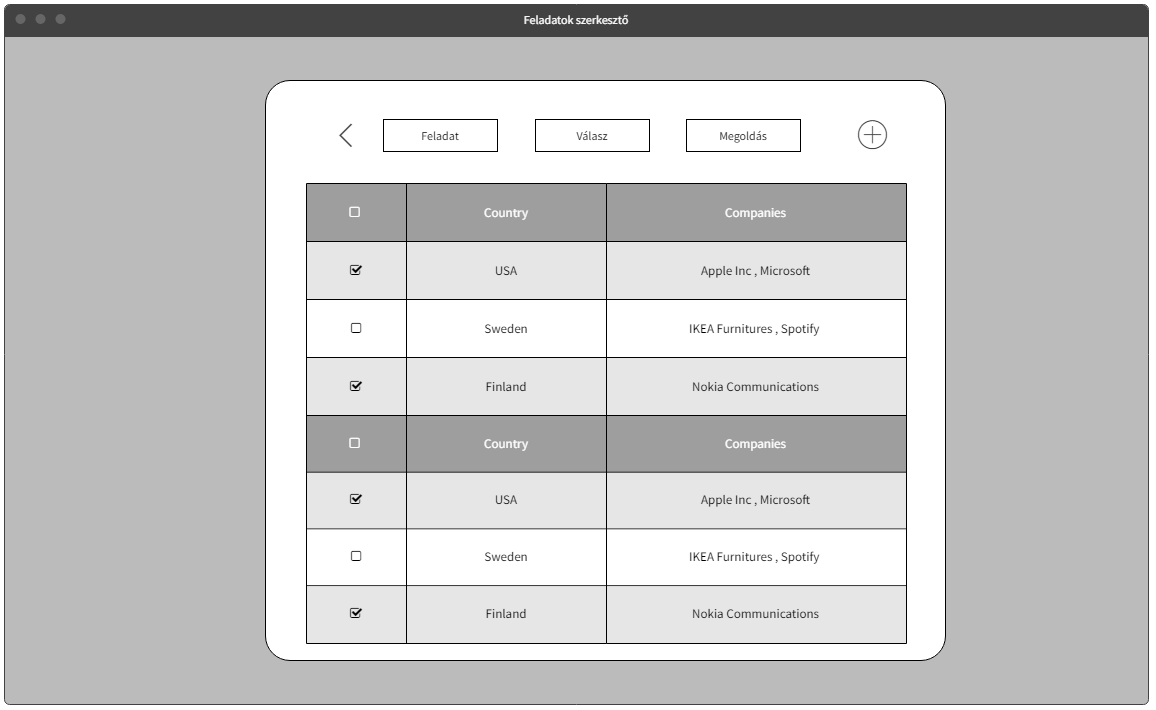 Feladatok szerkesztő
Feladat Válasz Megoldás
Country Companies
USA Apple Inc , Microsoft
Sweden IKEA Furnitures , Spotify
Finland Nokia Communications
Country Companies
USA Apple Inc , Microsoft
Sweden IKEA Furnitures , Spotify
Finland Nokia Communications